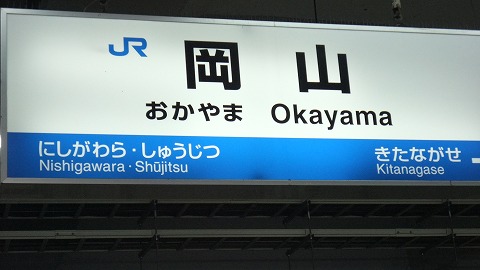 JR 岡山
おかやま Okayama
にしがわら・しゅうじつ きたながせ
Nishigawara・Shūjitsu Kitanagase